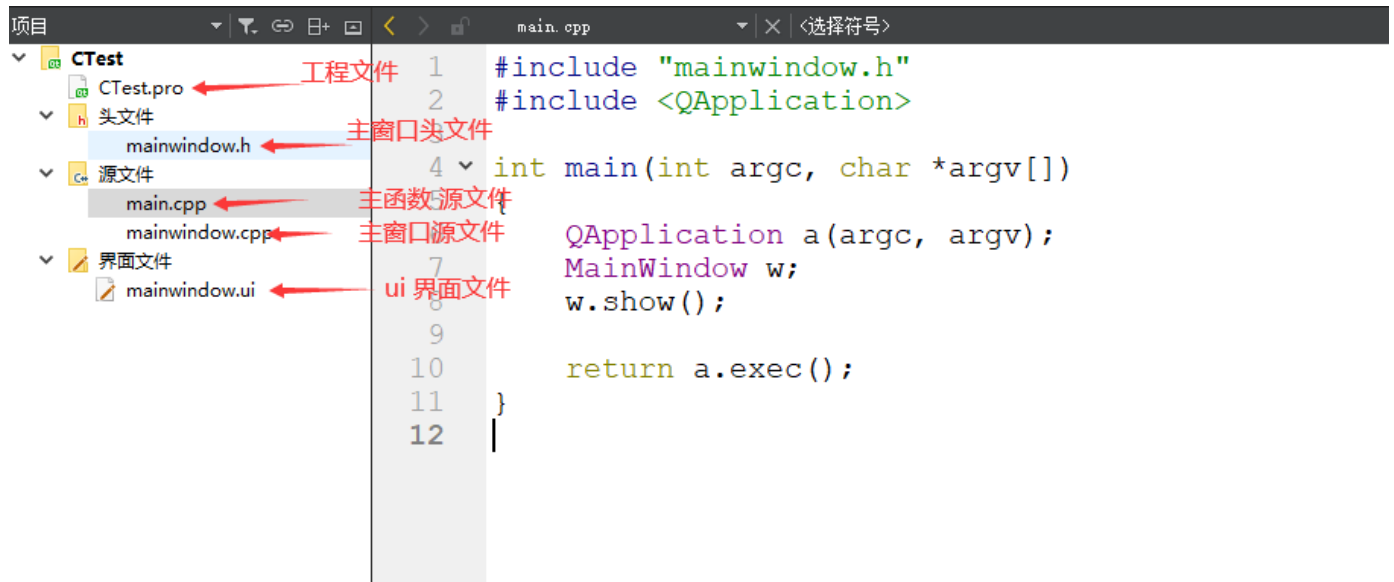 项目
main.cpp
<选择符号>
CTest
CTest.pro
工程文件
头文件
mainwindow.h
主窗口头文件
源文件
main.cpp
主函数 源文件
mainwindow.cpp
主窗口源文件
界面文件
mainwindow.ui
ui 界面文件
1 #include "mainwindow.h"
2 #include <QApplication>
3
4 int main(int argc, char *argv[])
5 {
6 QApplication a(argc, argv);
7 MainWindow w;
8 w.show();
9
10 return a.exec();
11 }
12